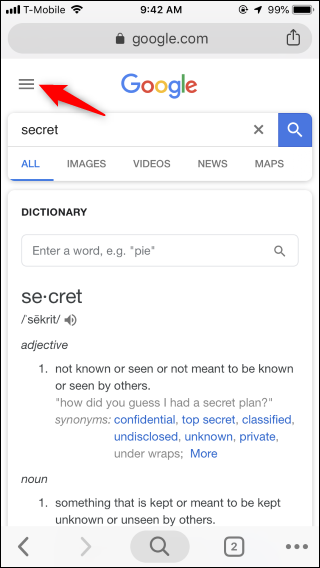 T-Mobile 9:42 AM 99%
google.com
Google
secret
ALL IMAGES VIDEOS NEWS MAPS
DICTIONARY
Enter a word, e.g. "pie"
se·cret
/ˈsēkrit/
adjective
1. not known or seen or not meant to be known
or seen by others.
"how did you guess I had a secret plan?"
synonyms: confidential, top secret, classified,
undisclosed, unknown, private,
under wraps; More
noun
1. something that is kept or meant to be kept
unknown or unseen by others.
2